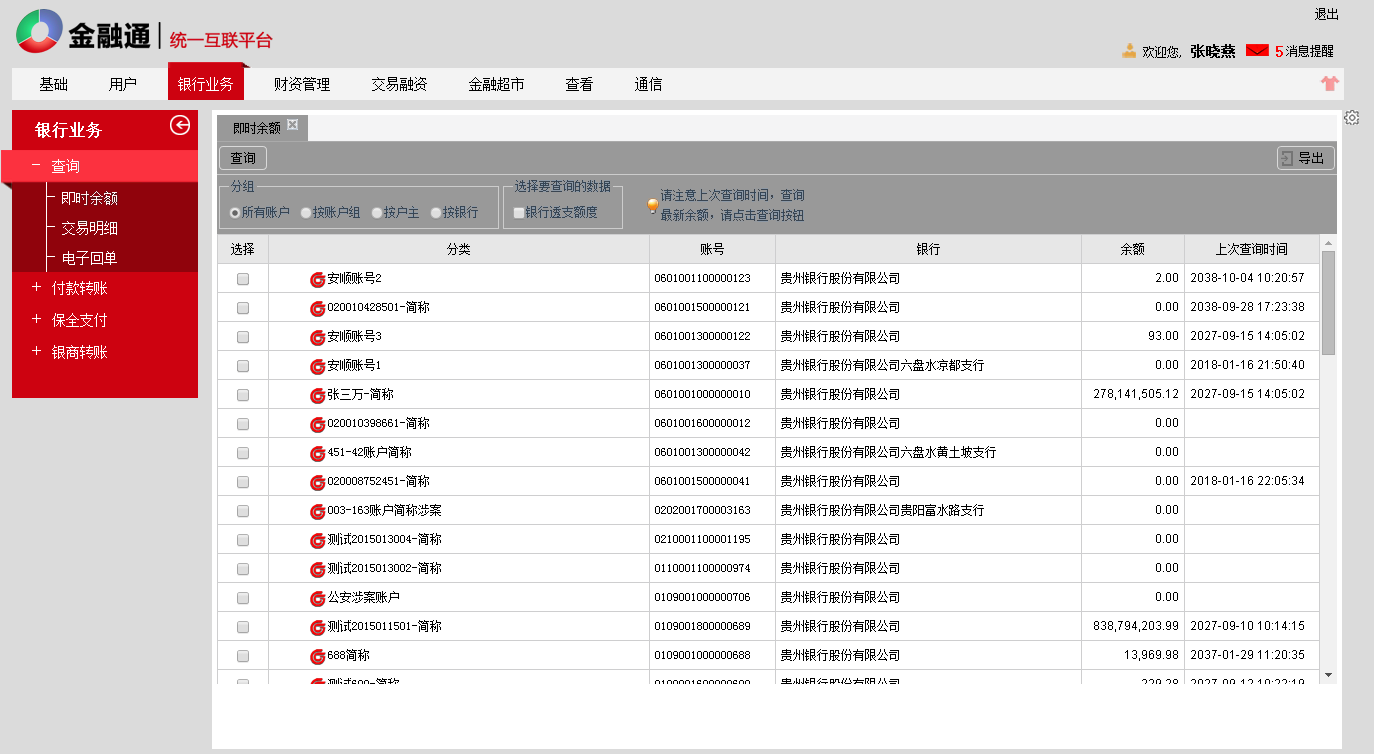 退出
金融通 统一互联平台
欢迎您, 张晓燕 5 消息提醒
基础 用户 银行业务 财资管理 交易融资 金融超市 查看 通信
银行业务
查询
即时余额
交易明细
电子回单
付款转账
保全支付
银商转账
即时余额
查询 导出
分组 选择要查询的数据
所有账户 按账户组 按户主 按银行 银行透支额度
请注意上次查询时间，查询
最新余额，请点击查询按钮
选择 分类 账号 银行 余额 上次查询时间
安顺账号2 0601001100000123 贵州银行股份有限公司 2.00 2038-10-04 10:20:57
020010428501-简称 0601001500000121 贵州银行股份有限公司 0.00 2038-09-28 17:23:38
安顺账号3 0601001300000122 贵州银行股份有限公司 93.00 2027-09-15 14:05:02
安顺账号1 0601001300000037 贵州银行股份有限公司六盘水京都支行 0.00 2018-01-16 21:50:40
张三万-简称 0601001000000010 贵州银行股份有限公司 278,141,505.12 2027-09-15 14:05:02
020010398661-简称 0601001600000012 贵州银行股份有限公司 0.00
451-42账户简称 0601001300000042 贵州银行股份有限公司六盘水黄土坡支行 0.00
020008752451-简称 0601001500000041 贵州银行股份有限公司 0.00 2018-01-16 22:05:34
003-163账户简称涉案 0202001700003163 贵州银行股份有限公司贵阳富水路支行 0.00
测试2015013004-简称 0210001100001195 贵州银行股份有限公司 0.00
测试2015013002-简称 0110001100000974 贵州银行股份有限公司 0.00
公安涉案账户 0109001000000706 贵州银行股份有限公司 0.00
测试2015011501-简称 0109001800000689 贵州银行股份有限公司 838,794,203.99 2027-09-10 10:14:15
688简称 0109001000000688 贵州银行股份有限公司 13,969.98 2037-01-29 11:20:35
贵州银行股份有限公司